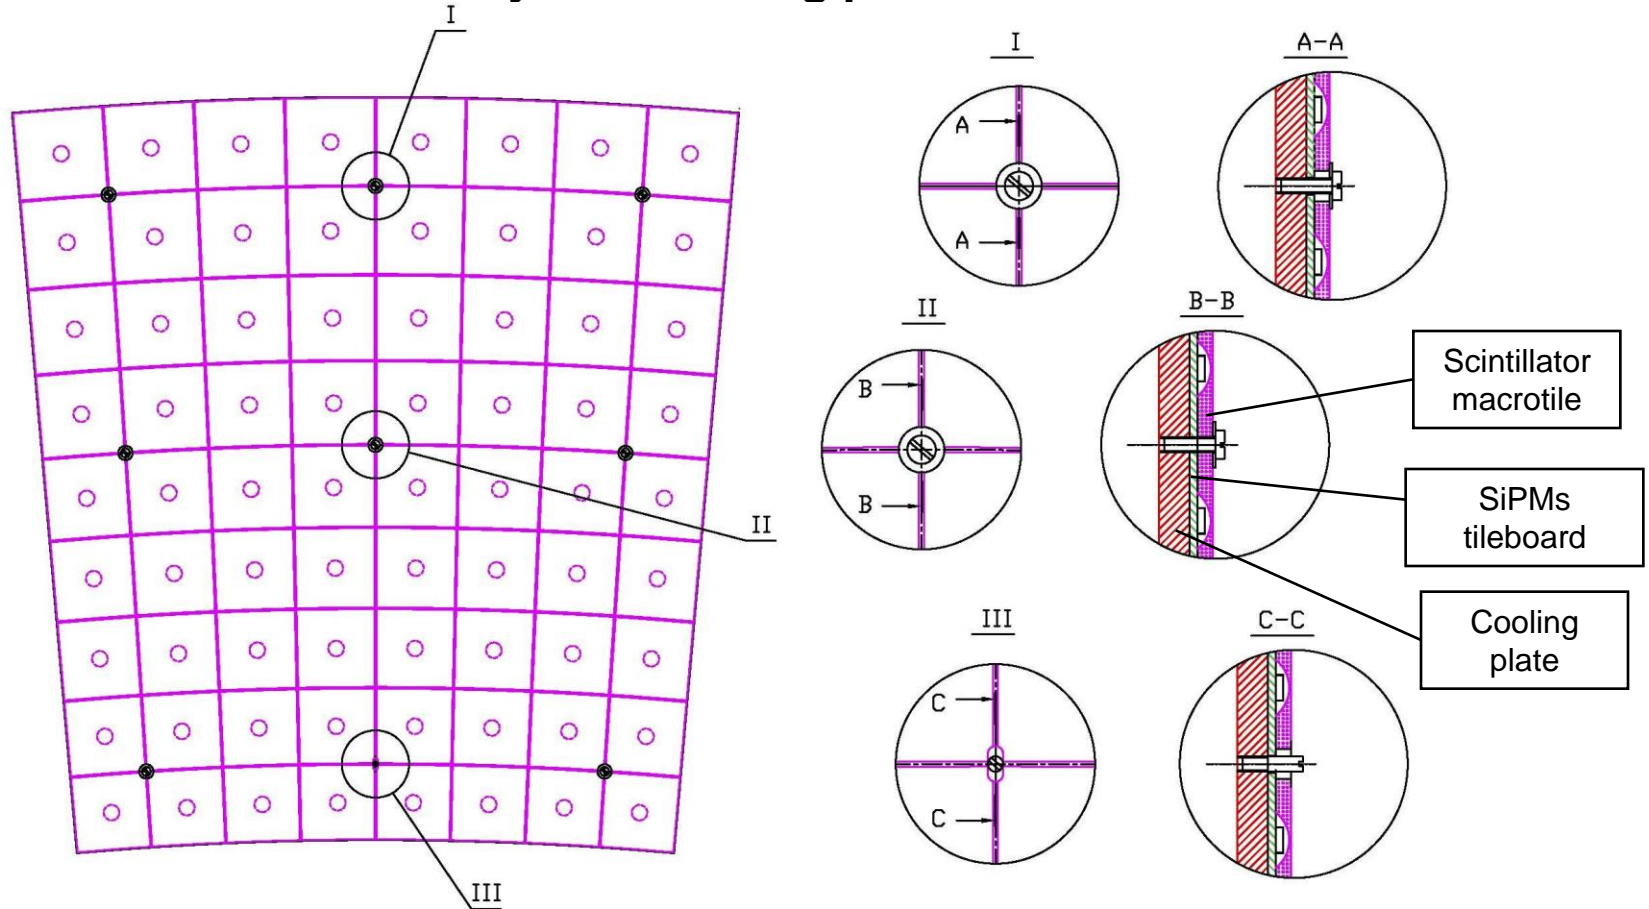 I
I
A-A
A
A
II
B-B
B
B
Scintillator
macrotile
II
SiPMs
tileboard
III
C-C
Cooling
plate
C
C
III